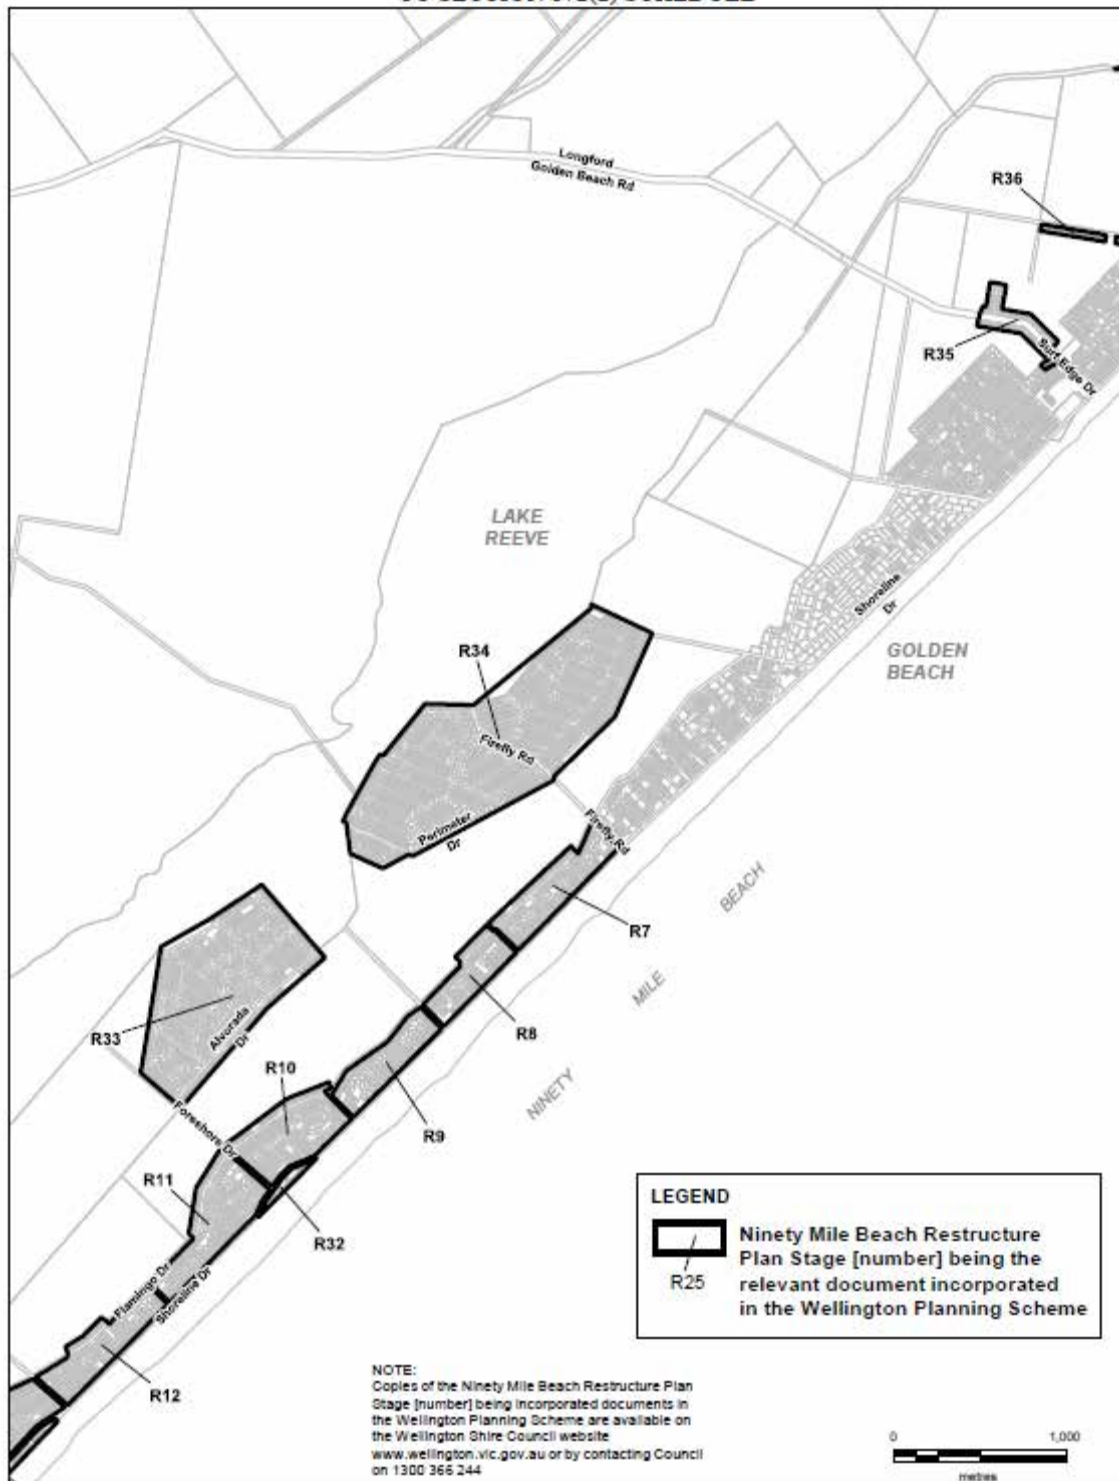 Longford
Golden Beach Rd
R36
R35
Surf Edge Dr
LAKE
REEVE
Shoreline
Dr
GOLDEN
BEACH
R34
Firefly Rd
Perimeter
Dr
Firefly Rd
R7
BEACH
MILE
NINETY
R8
R33
Alvorada
Dr
R10
R9
Foreshore Dr
R11
R32
Flamingo Dr
Shoreline Dr
R12
LEGEND
R25
Ninety Mile Beach Restructure
Plan Stage [number] being the
relevant document incorporated
in the Wellington Planning Scheme
NOTE:
Copies of the Ninety Mile Beach Restructure Plan
Stage [number] being incorporated documents in
the Wellington Planning Scheme are available on
the Wellington Shire Council website
www.wellington.vic.gov.au or by contacting Council
on 1300 366 244
0 1,000
metres